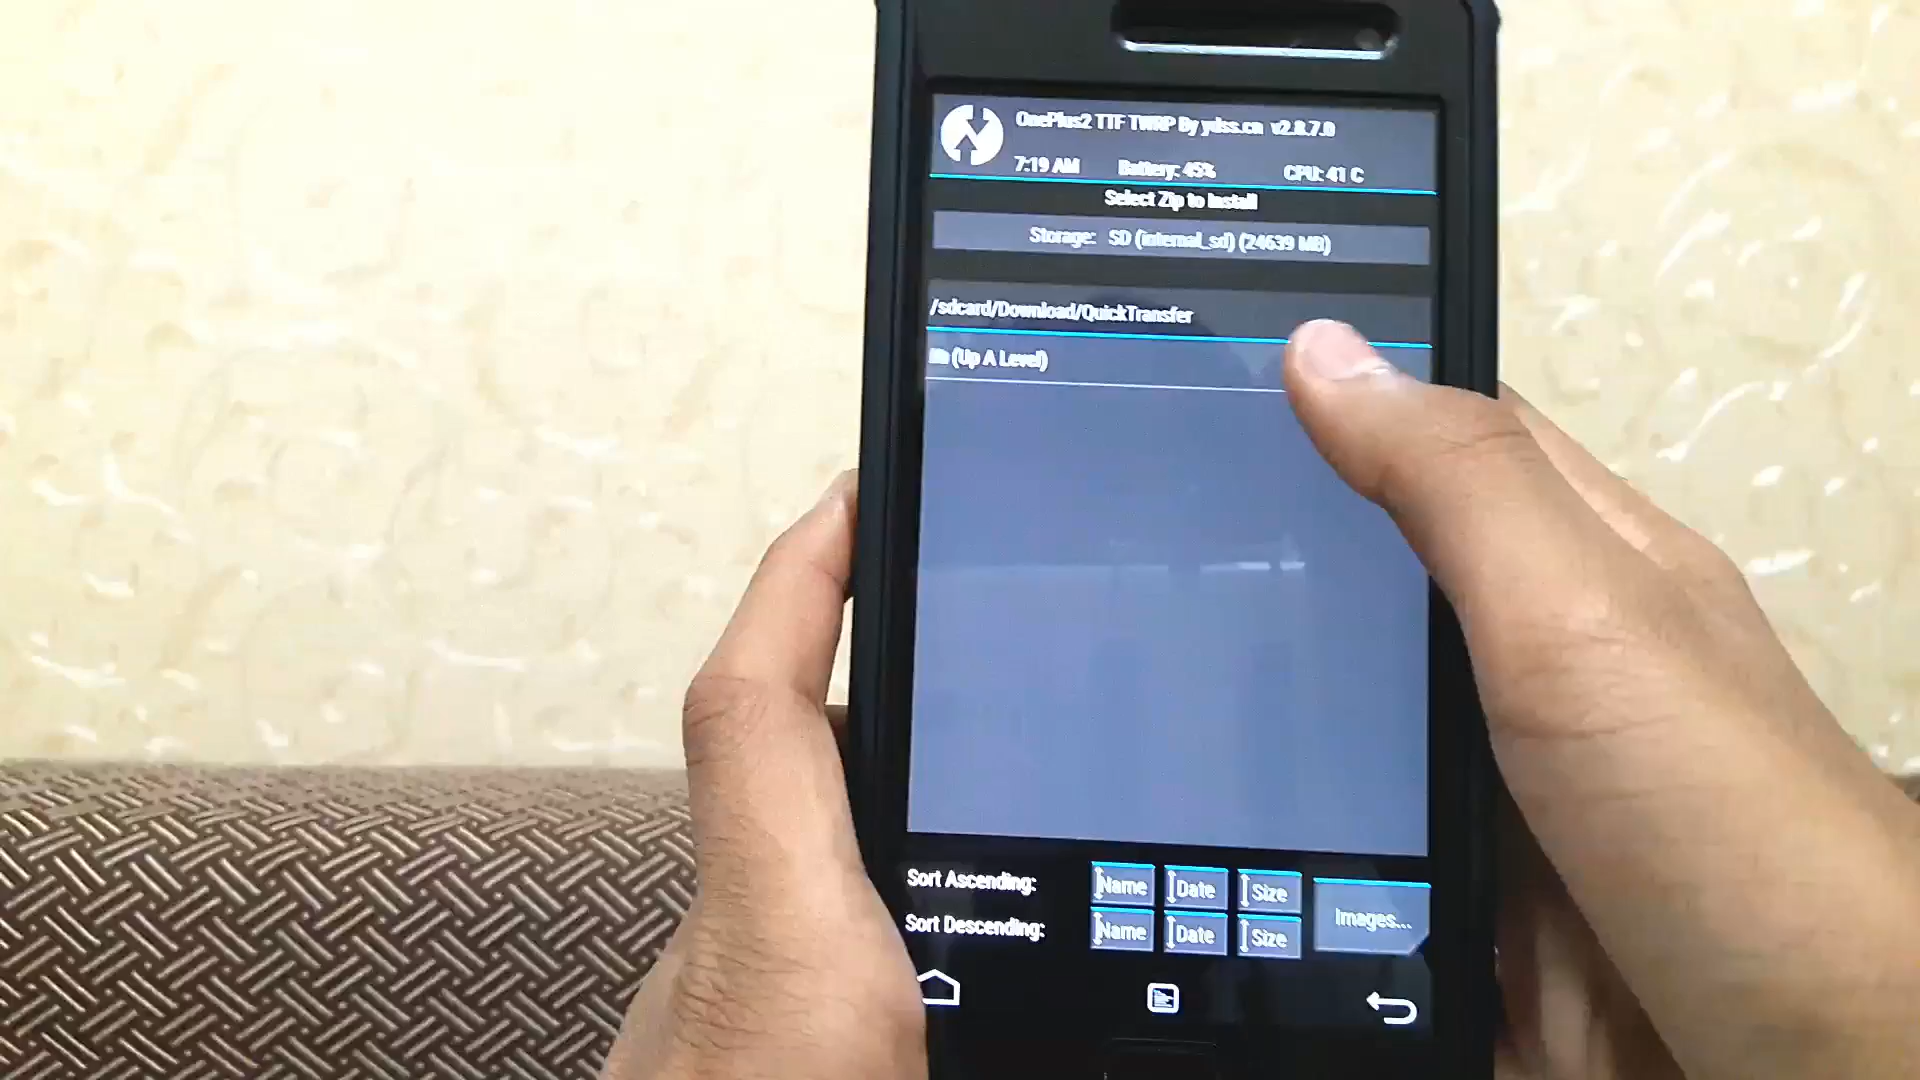 OnePlus2 TTF TWRP By ydss.cn v2.8.7.0
7:19 AM Battery: 45% CPU: 41 C
Select Zip to Install
Storage: SD (internal_sd) (24639 MB)
/sdcard/Download/QuickTransfer
(Up A Level)
Sort Ascending: Name Date Size
Images...
Sort Descending: Name Date Size